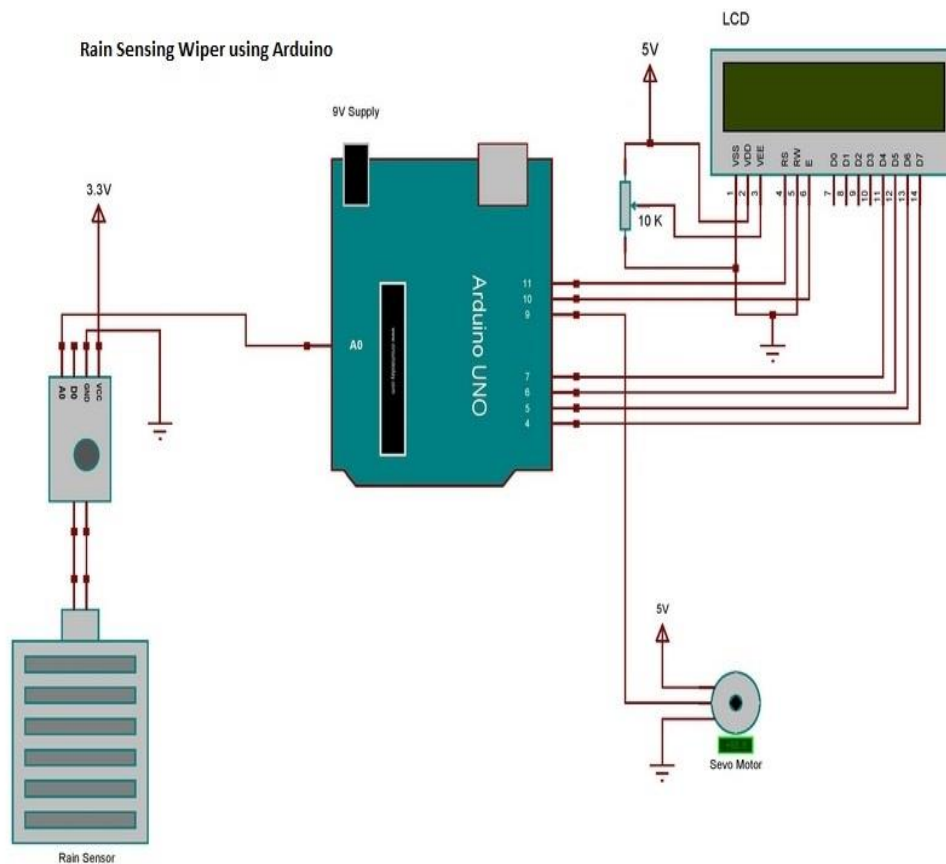 LCD
Rain Sensing Wiper using Arduino
5V
9V Supply
VSS
VDD
VEE
RS
RW
E
D0
D1
D2
D3
D4
D5
D6
D7
1
2
3
4
5
6
7
8
9
10
11
12
13
14
3.3V
10 K
Arduino UNO
11
10
9
A0
7
6
5
4
A0
D0
GND
VCC
5V
Sevo Motor
Rain Sensor